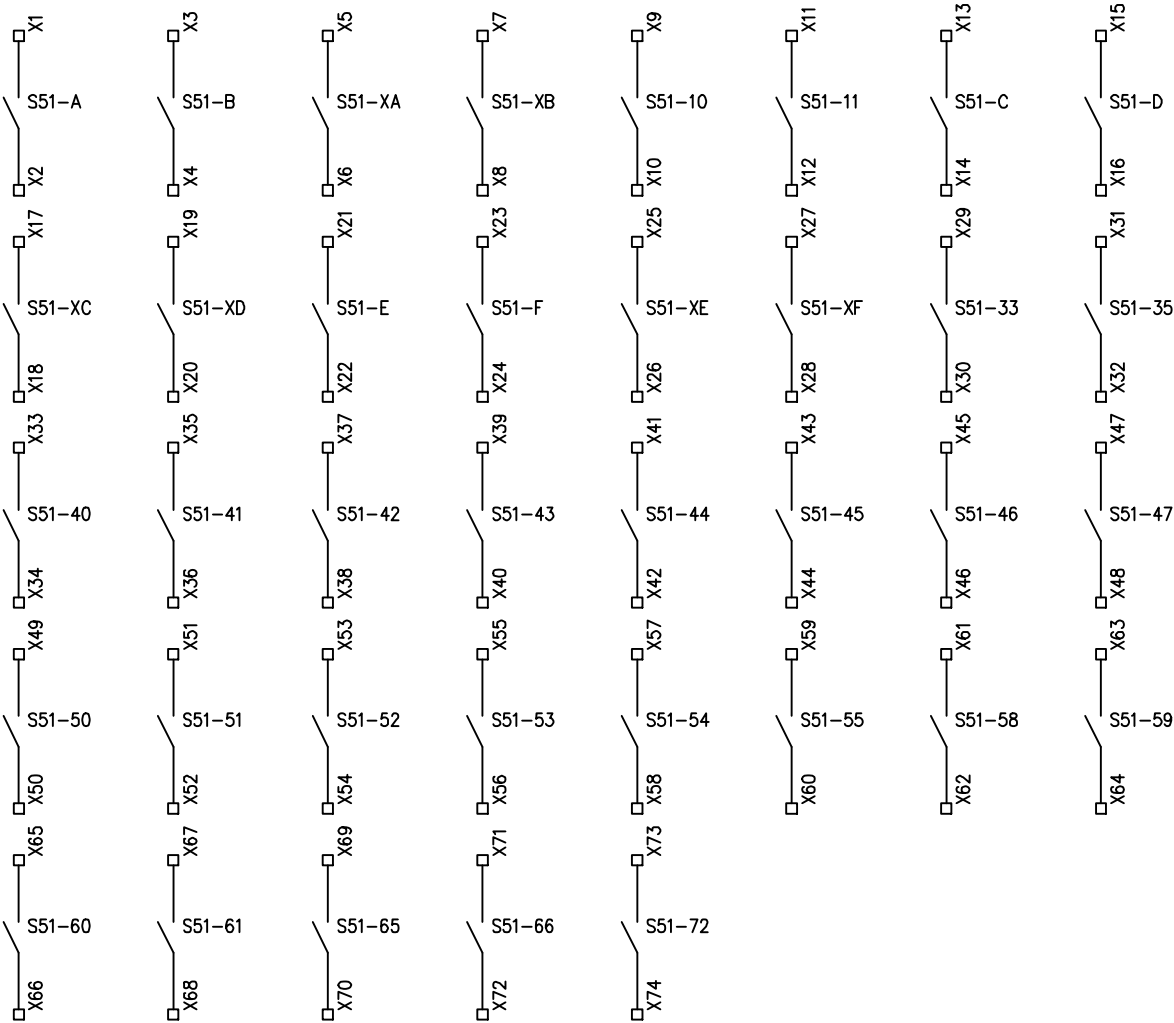 X1 X3 X5 X7 X9 X11 X13 X15
S51-A S51-B S51-XA S51-XB S51-10 S51-11 S51-C S51-D
X2 X4 X6 X8 X10 X12 X14 X16
X17 X19 X21 X23 X25 X27 X29 X31
S51-XC S51-XD S51-E S51-F S51-XE S51-XF S51-33 S51-35
X18 X20 X22 X24 X26 X28 X30 X32
X33 X35 X37 X39 X41 X43 X45 X47
S51-40 S51-41 S51-42 S51-43 S51-44 S51-45 S51-46 S51-47
X34 X36 X38 X40 X42 X44 X46 X48
X49 X51 X53 X55 X57 X59 X61 X63
S51-50 S51-51 S51-52 S51-53 S51-54 S51-55 S51-58 S51-59
X50 X52 X54 X56 X58 X60 X62 X64
X65 X67 X69 X71 X73
S51-60 S51-61 S51-65 S51-66 S51-72
X66 X68 X70 X72 X74